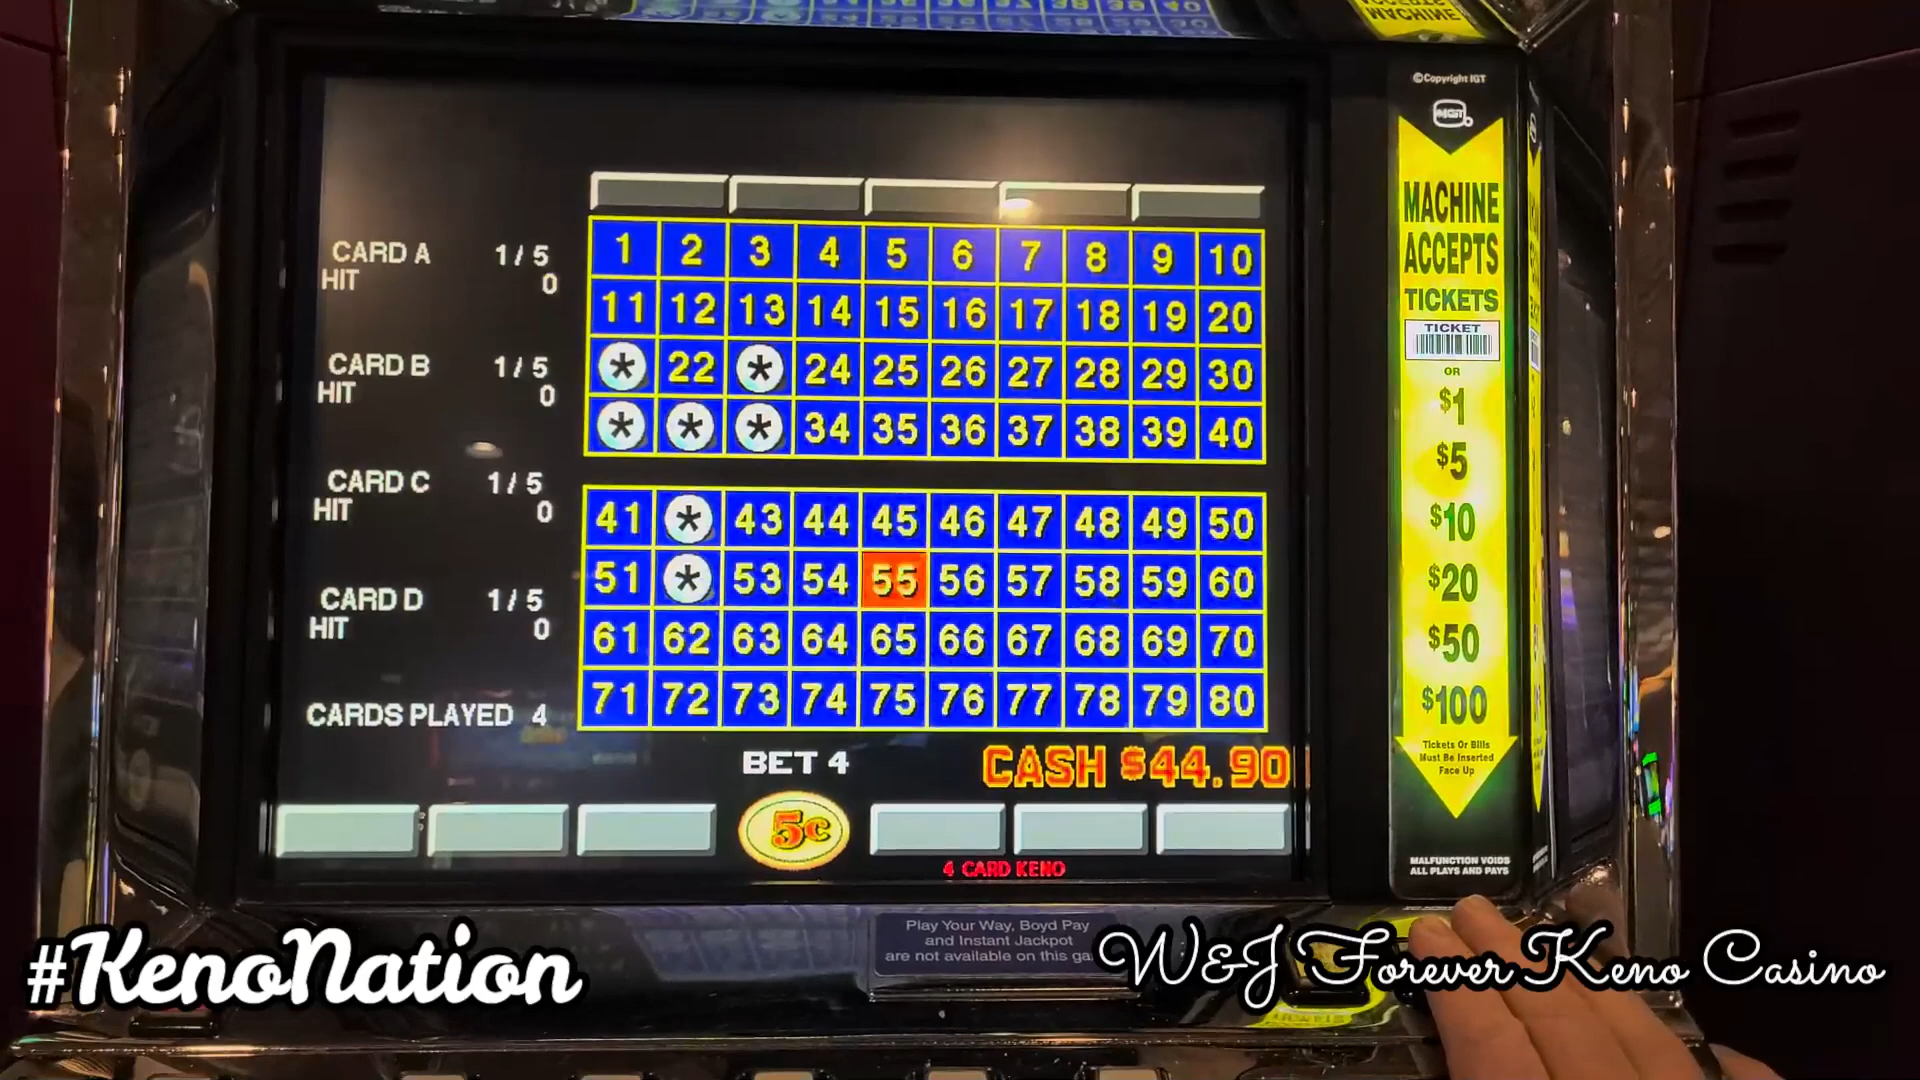 ©Copyright IGT
MACHINE
ACCEPTS
TICKETS
TICKET
OR
$1
$5
$10
$20
$50
$100
Tickets Or Bills
Must Be Inserted
Face Up
MALFUNCTION VOIDS
ALL PLAYS AND PAYS
CARD A 1/5
HIT 0
CARD B 1/5
HIT 0
CARD C 1/5
HIT 0
CARD D 1/5
HIT 0
CARDS PLAYED 4
1 2 3 4 5 6 7 8 9 10
11 12 13 14 15 16 17 18 19 20
* 22 * 24 25 26 27 28 29 30
* * * 34 35 36 37 38 39 40
41 * 43 44 45 46 47 48 49 50
51 * 53 54 55 56 57 58 59 60
61 62 63 64 65 66 67 68 69 70
71 72 73 74 75 76 77 78 79 80
BET 4 CASH $44.90
5¢
4 CARD KENO
Play Your Way, Boyd Pay
and Instant Jackpot
are not available on this
#KenoNation
W&J Forever Keno Casino